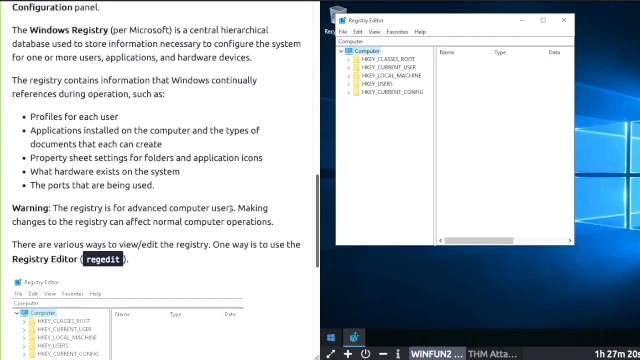 Configuration panel.
The Windows Registry (per Microsoft) is a central hierarchical
database used to store information necessary to configure the system
for one or more users, applications, and hardware devices.
The registry contains information that Windows continually
references during operation, such as:
Profiles for each user
Applications installed on the computer and the types of
documents that each can create
Property sheet settings for folders and application icons
What hardware exists on the system
The ports that are being used.
Warning: The registry is for advanced computer users. Making
changes to the registry can affect normal computer operations.
There are various ways to view/edit the registry. One way is to use the
Registry Editor (regedit).
Registry Editor
File Edit View Favorites Help
Computer
Computer
HKEY_CLASSES_ROOT
HKEY_CURRENT_USER
HKEY_LOCAL_MACHINE
HKEY_USERS
HKEY_CURRENT_CONFIG
Name Type Data
Registry Editor
File Edit View Favorites Help
Computer
Computer
HKEY_CLASSES_ROOT
HKEY_CURRENT_USER
HKEY_LOCAL_MACHINE
HKEY_USERS
HKEY_CURRENT_CONFIG
Name Type Data
WINFUN2 ... THM Atta... 1h 27m 20